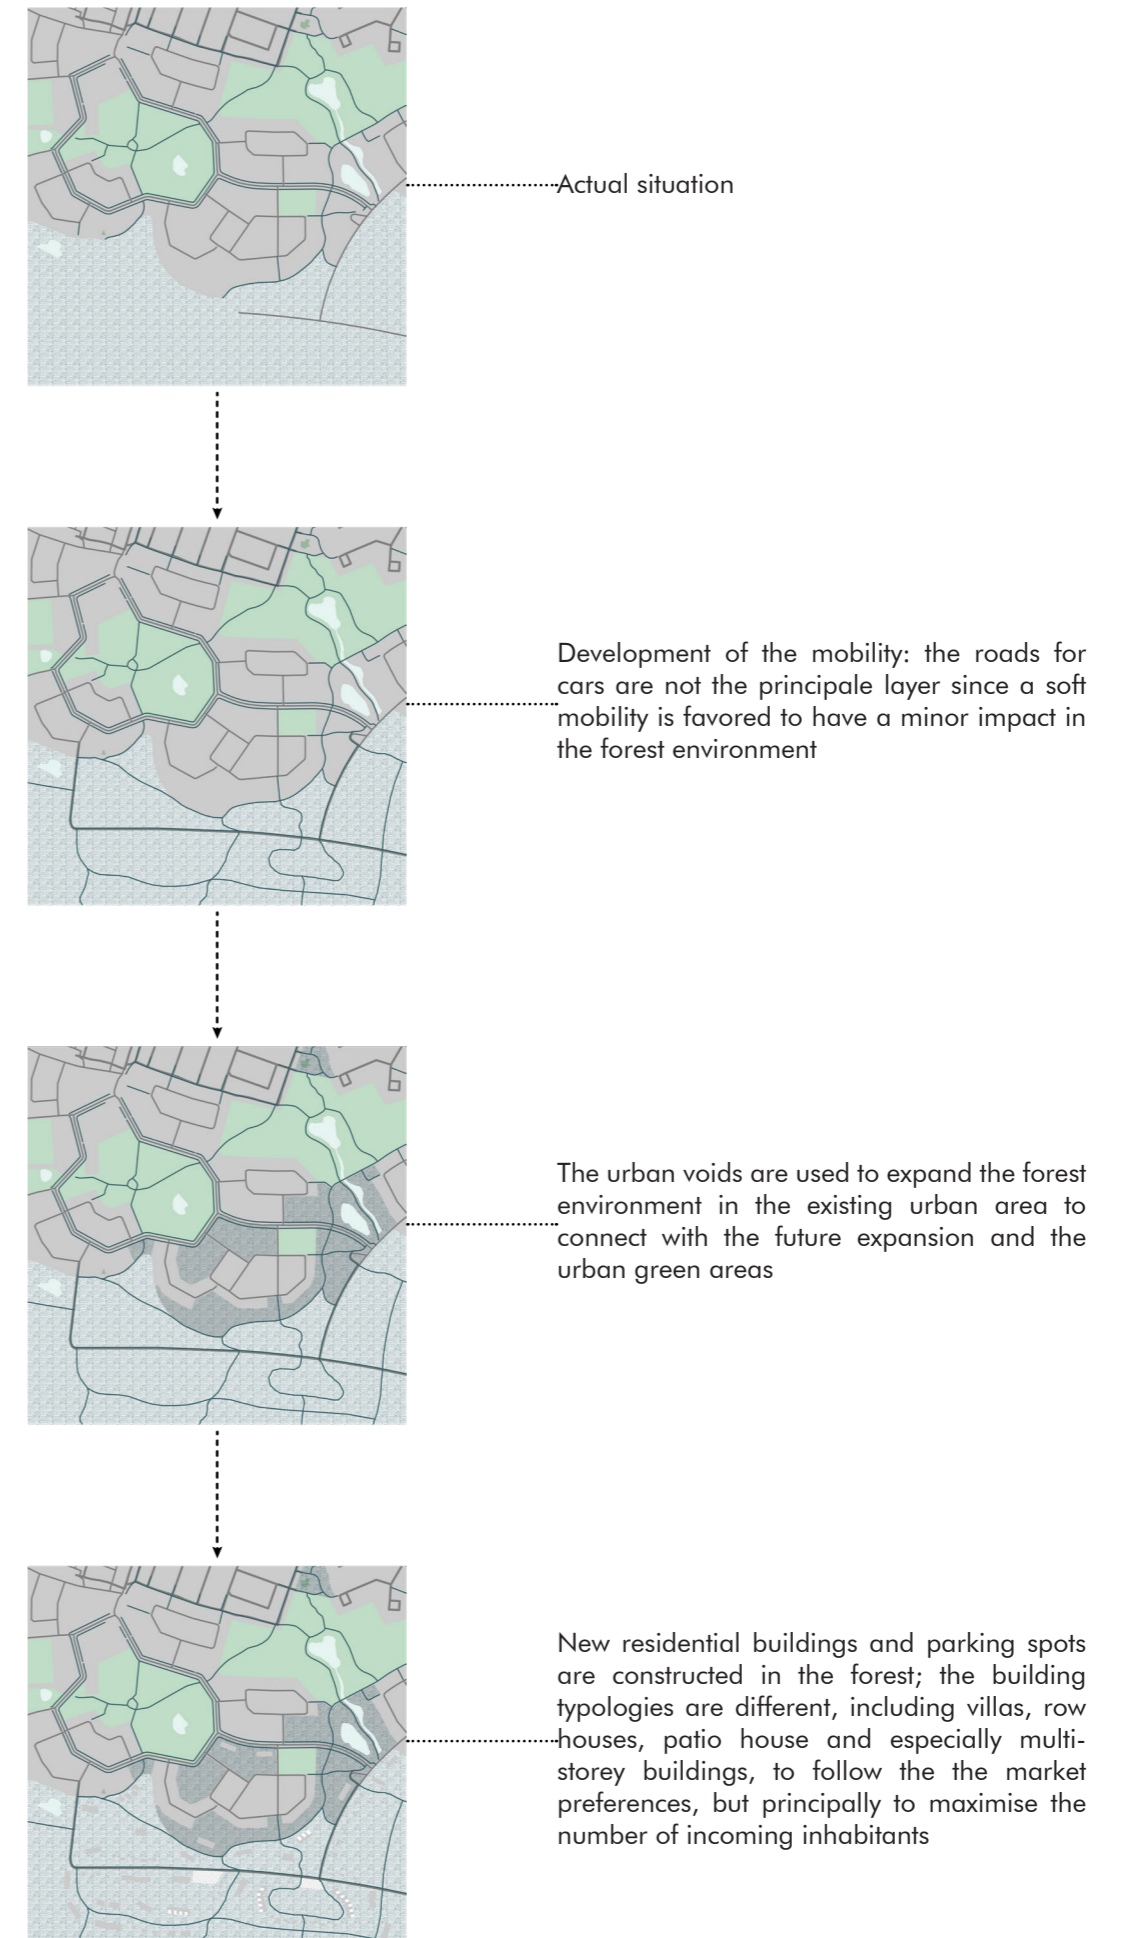 Actual situation
Development of the mobility: the roads for
cars are not the principale layer since a soft
mobility is favored to have a minor impact in
the forest environment
The urban voids are used to expand the forest
environment in the existing urban area to
connect with the future expansion and the
urban green areas
New residential buildings and parking spots
are constructed in the forest; the building
typologies are different, including villas, row
houses, patio house and especially multi-
storey buildings, to follow the the market
preferences, but principally to maximise the
number of incoming inhabitants